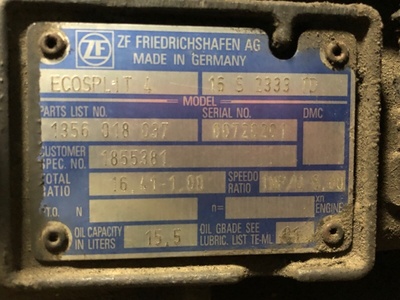 ZF
ZF FRIEDRICHSHAFEN AG
MADE IN GERMANY
ECOSPLIT 4 16 S 2333 TD
MODEL
PARTS LIST NO. SERIAL NO. DMC
1356 018 037
CUSTOMER
SPEC. NO. 1855361
TOTAL
RATIO 16,41-1,00 SPEEDO
RATIO
P.T.O. N n= xn
ENGINE
OIL CAPACITY
IN LITERS 15.5 OIL GRADE SEE
LUBRIC. LIST TE-ML